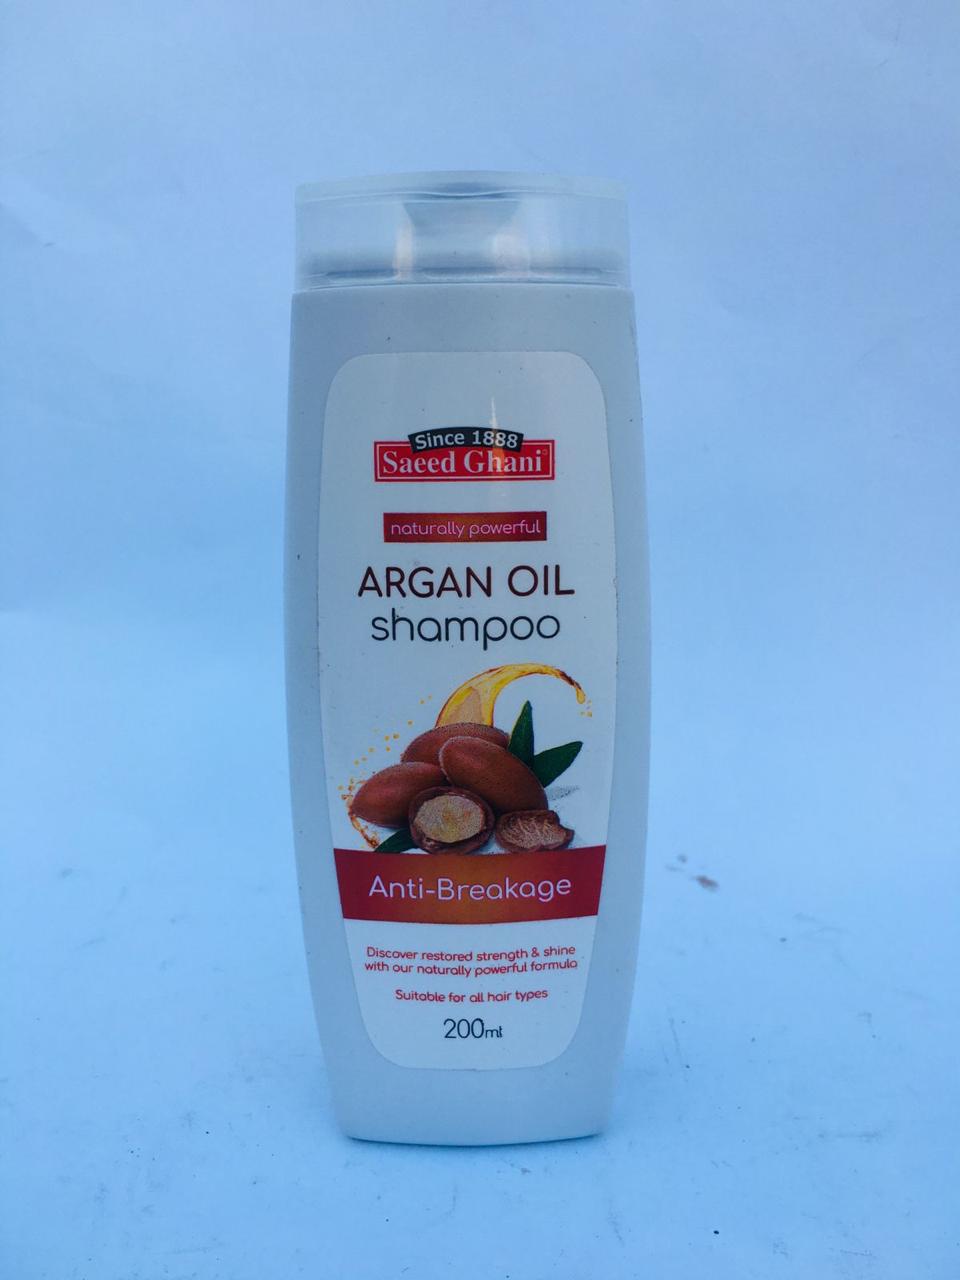 Since 1888
Saeed Ghani
naturally powerful
ARGAN OIL
shampoo
Anti-Breakage
Discover restored strength & shine
with our naturally powerful formula
Suitable for all hair types
200ml